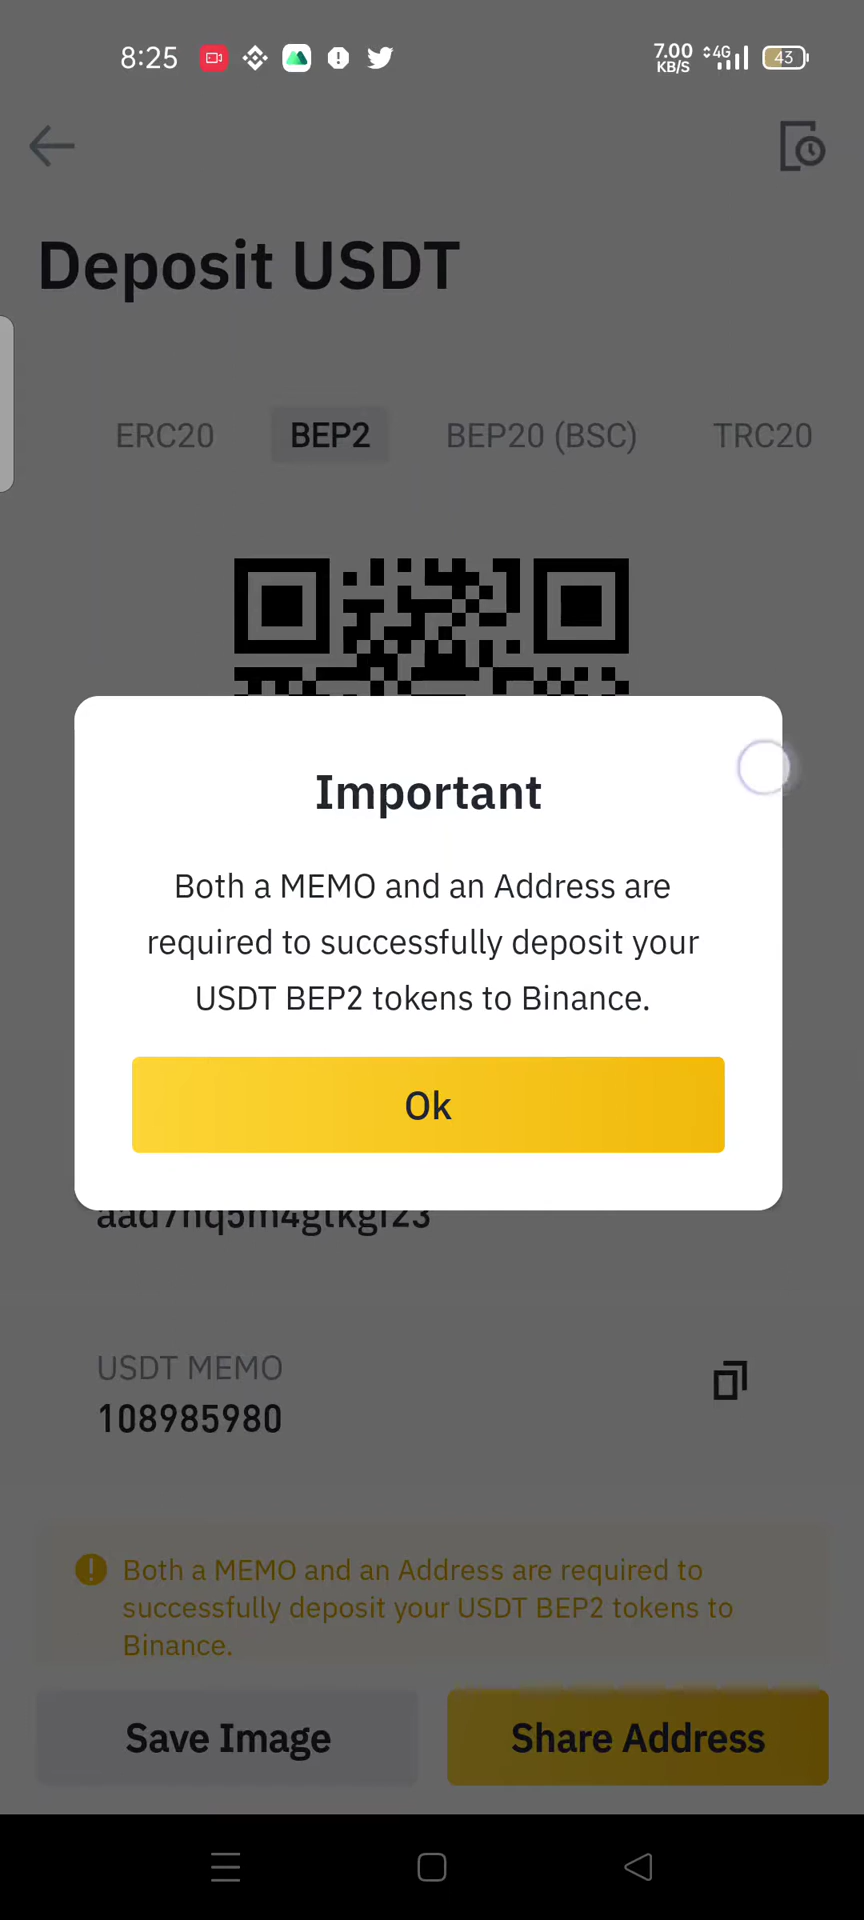 8:25
7.00
KB/S
4G
43
Deposit USDT
ERC20 BEP2 BEP20 (BSC) TRC20
Important
Both a MEMO and an Address are
required to successfully deposit your
USDT BEP2 tokens to Binance.
Ok
USDT MEMO
108985980
Both a MEMO and an Address are required to
successfully deposit your USDT BEP2 tokens to
Binance.
Save Image
Share Address